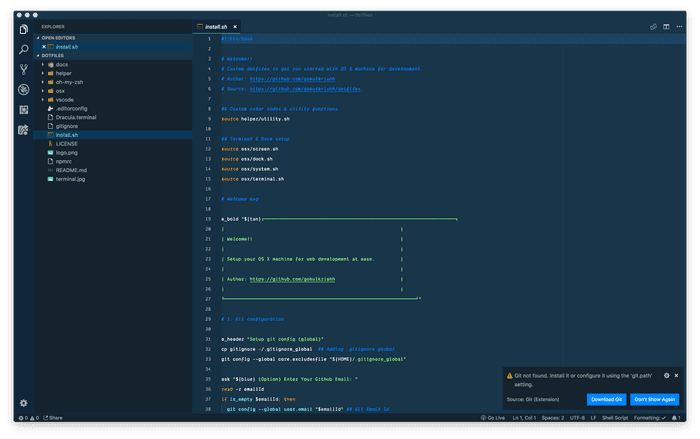 install.sh — dotfiles
EXPLORER
OPEN EDITORS
install.sh
DOTFILES
docs
helper
oh-my-zsh
osx
vscode
.editorconfig
Dracula.terminal
gitignore
install.sh
LICENSE
logo.png
npmrc
README.md
terminal.jpg
install.sh
1 #!/bin/bash
2
3 # Welcome!!
4 # Custom dotfiles to get you started with OS X machine for development.
5 # Author: https://github.com/gokulkrishh
6 # Source: https://github.com/gokulkrishh/dotfiles
7
8 ## Custom color codes & utility functions
9 source helper/utility.sh
10
11 ## Terminal & Dock setup
12 source osx/screen.sh
13 source osx/dock.sh
14 source osx/system.sh
15 source osx/terminal.sh
16
17 # Welcome msg
18
19 e_bold "${tan}
20 | |
21 | Welcome!! |
22 | |
23 | Setup your OS X machine for web development at ease. |
24 | |
25 | Author: https://github.com/gokulkrishh |
26 | |
27 "
28
29 # 1. Git configuration
30
31 e_header "Setup git config (global)"
32 cp gitignore ~/.gitignore_global ## Adding .gitignore global
33 git config --global core.excludesfile "${HOME}/.gitignore_global"
34
35 ask "${blue} (Option) Enter Your Github Email: "
36 read -r emailId
37 if is_empty $emailId; then
38 git config --global user.email "$emailId" ## Git Email Id
Git not found. Install it or configure it using the 'git.path' setting.
Source: Git (Extension)
Download Git
Don't Show Again
0 0 Share
Go Live Ln 1, Col 1 Spaces: 2 UTF-8 LF Shell Script Formatting: ✓ 1